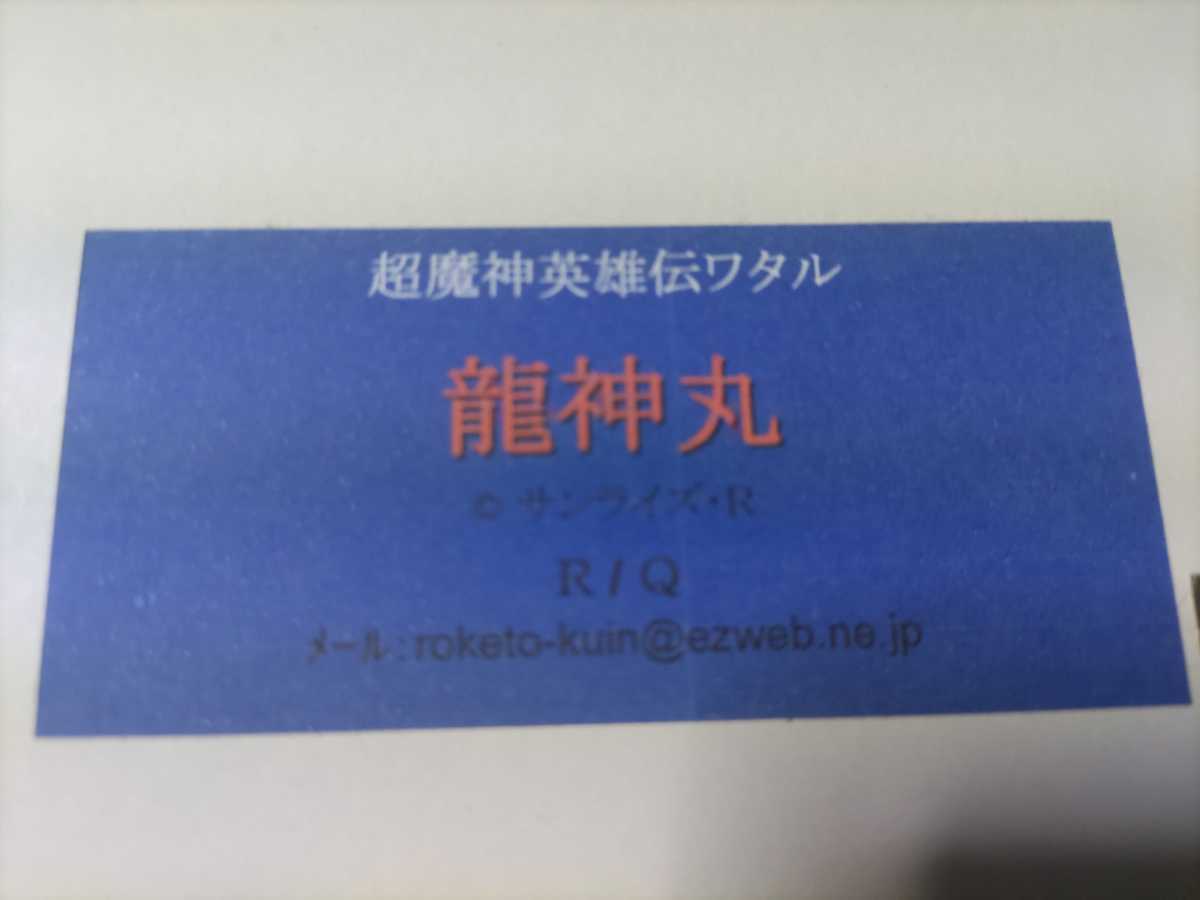 超魔神英雄伝ワタル
龍神丸
© サンライズ・R
R / Q
メール：roketo-kuin@ezweb.ne.jp